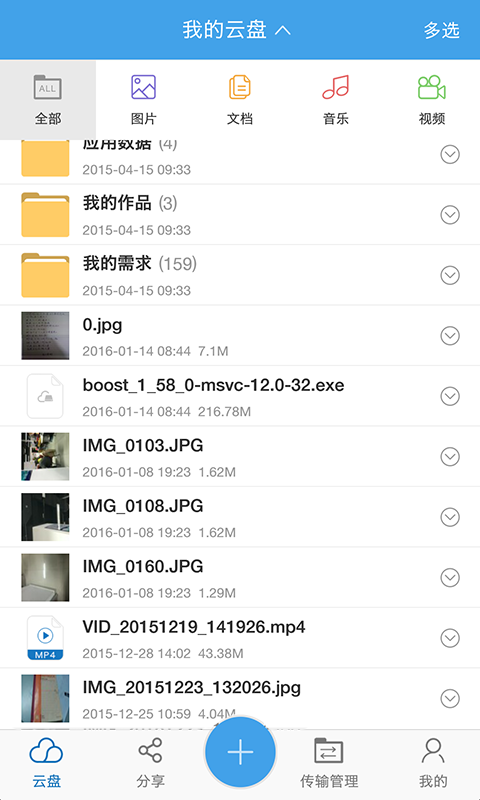 我的云盘
多选
ALL
全部
图片
文档
音乐
视频
应用数据 (4)
2015-04-15 09:33
我的作品 (3)
2015-04-15 09:33
我的需求 (159)
2015-04-15 09:33
0.jpg
2016-01-14 08:44 7.1M
boost_1_58_0-msvc-12.0-32.exe
2016-01-14 08:44 216.78M
IMG_0103.JPG
2016-01-08 19:23 1.62M
IMG_0108.JPG
2016-01-08 19:23 1.62M
IMG_0160.JPG
2016-01-08 19:23 1.29M
VID_20151219_141926.mp4
MP4
2015-12-28 14:02 43.38M
IMG_20151223_132026.jpg
2015-12-25 10:59 4.04M
云盘
分享
传输管理
我的